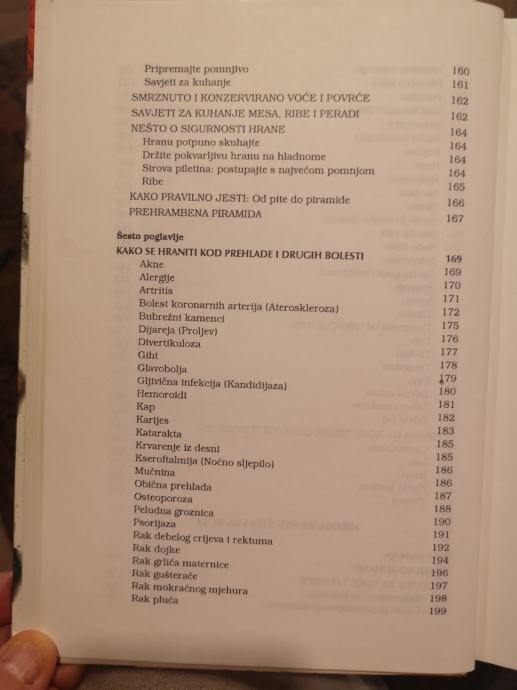 Pripremajte pomnjivo 160
Savjeti za kuhanje 161
SMRZNUTO I KONZERVIRANO VOĆE I POVRĆE 162
SAVJETI ZA KUHANJE MESA, RIBE I PERADI 162
NEŠTO O SIGURNOSTI HRANE 164
Hranu potpuno skuhajte 164
Držite pokvarljivu hranu na hladnome 164
Sirova piletina: postupajte s najvećom pomnjom 164
Ribe 165
KAKO PRAVILNO JESTI: Od pite do piramide 166
PREHRAMBENA PIRAMIDA 167
Šesto poglavlje
KAKO SE HRANITI KOD PREHLADE I DRUGIH BOLESTI 169
Akne 169
Alergije 170
Artritis 171
Bolest koronarnih arterija (Ateroskleroza) 172
Bubrežni kamenci 175
Dijareja (Proljev) 176
Divertikuloza 177
Giht 178
Glavobolja 179
Gljivična infekcija (Kandidijaza) 180
Hemoroidi 181
Kap 182
Karijes 183
Katarakta 185
Krvarenje iz desni 185
Kseroftalmija (Noćno sljepilo) 186
Mučnina 186
Obična prehlada 187
Osteoporoza 188
Peludna groznica 190
Psorijaza 191
Rak debelog crijeva i rektuma 192
Rak dojke 194
Rak grlića maternice 196
Rak gušterače 197
Rak mokraćnog mjehura 198
Rak pluća 199